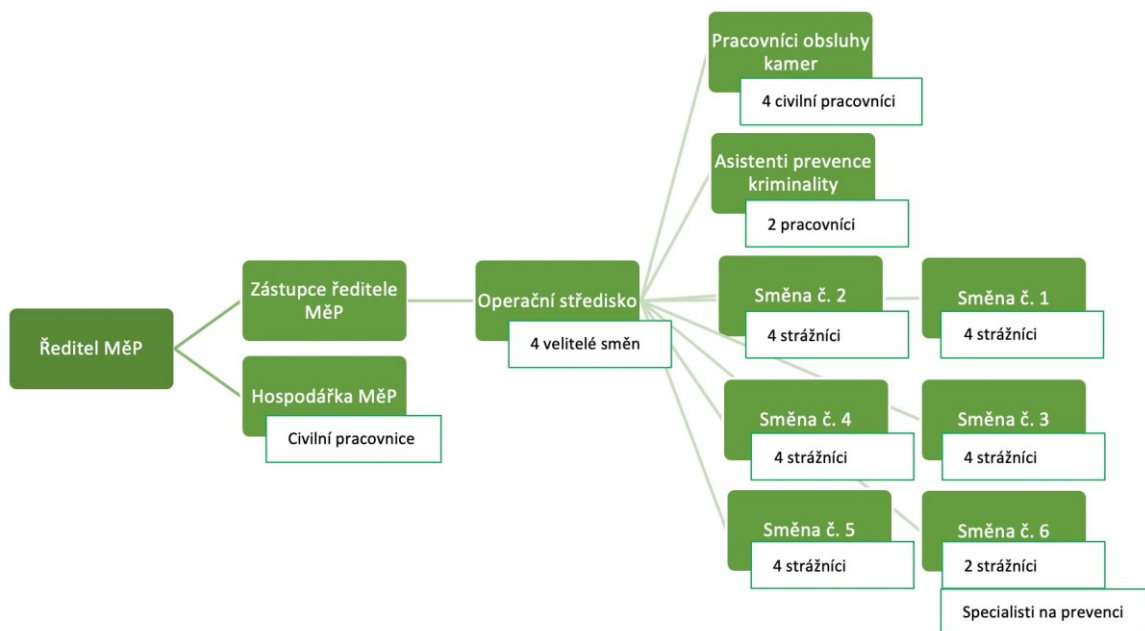 Ředitel MěP
Zástupce ředitele
MěP
Hospodářka MěP
Civilní pracovnice
Operační středisko
4 velitelé směn
Pracovníci obsluhy
kamer
4 civilní pracovníci
Asistenti prevence
kriminality
2 pracovníci
Směna č. 2
4 strážníci
Směna č. 1
4 strážníci
Směna č. 4
4 strážníci
Směna č. 3
4 strážníci
Směna č. 5
4 strážníci
Směna č. 6
2 strážníci
Specialisti na prevenci